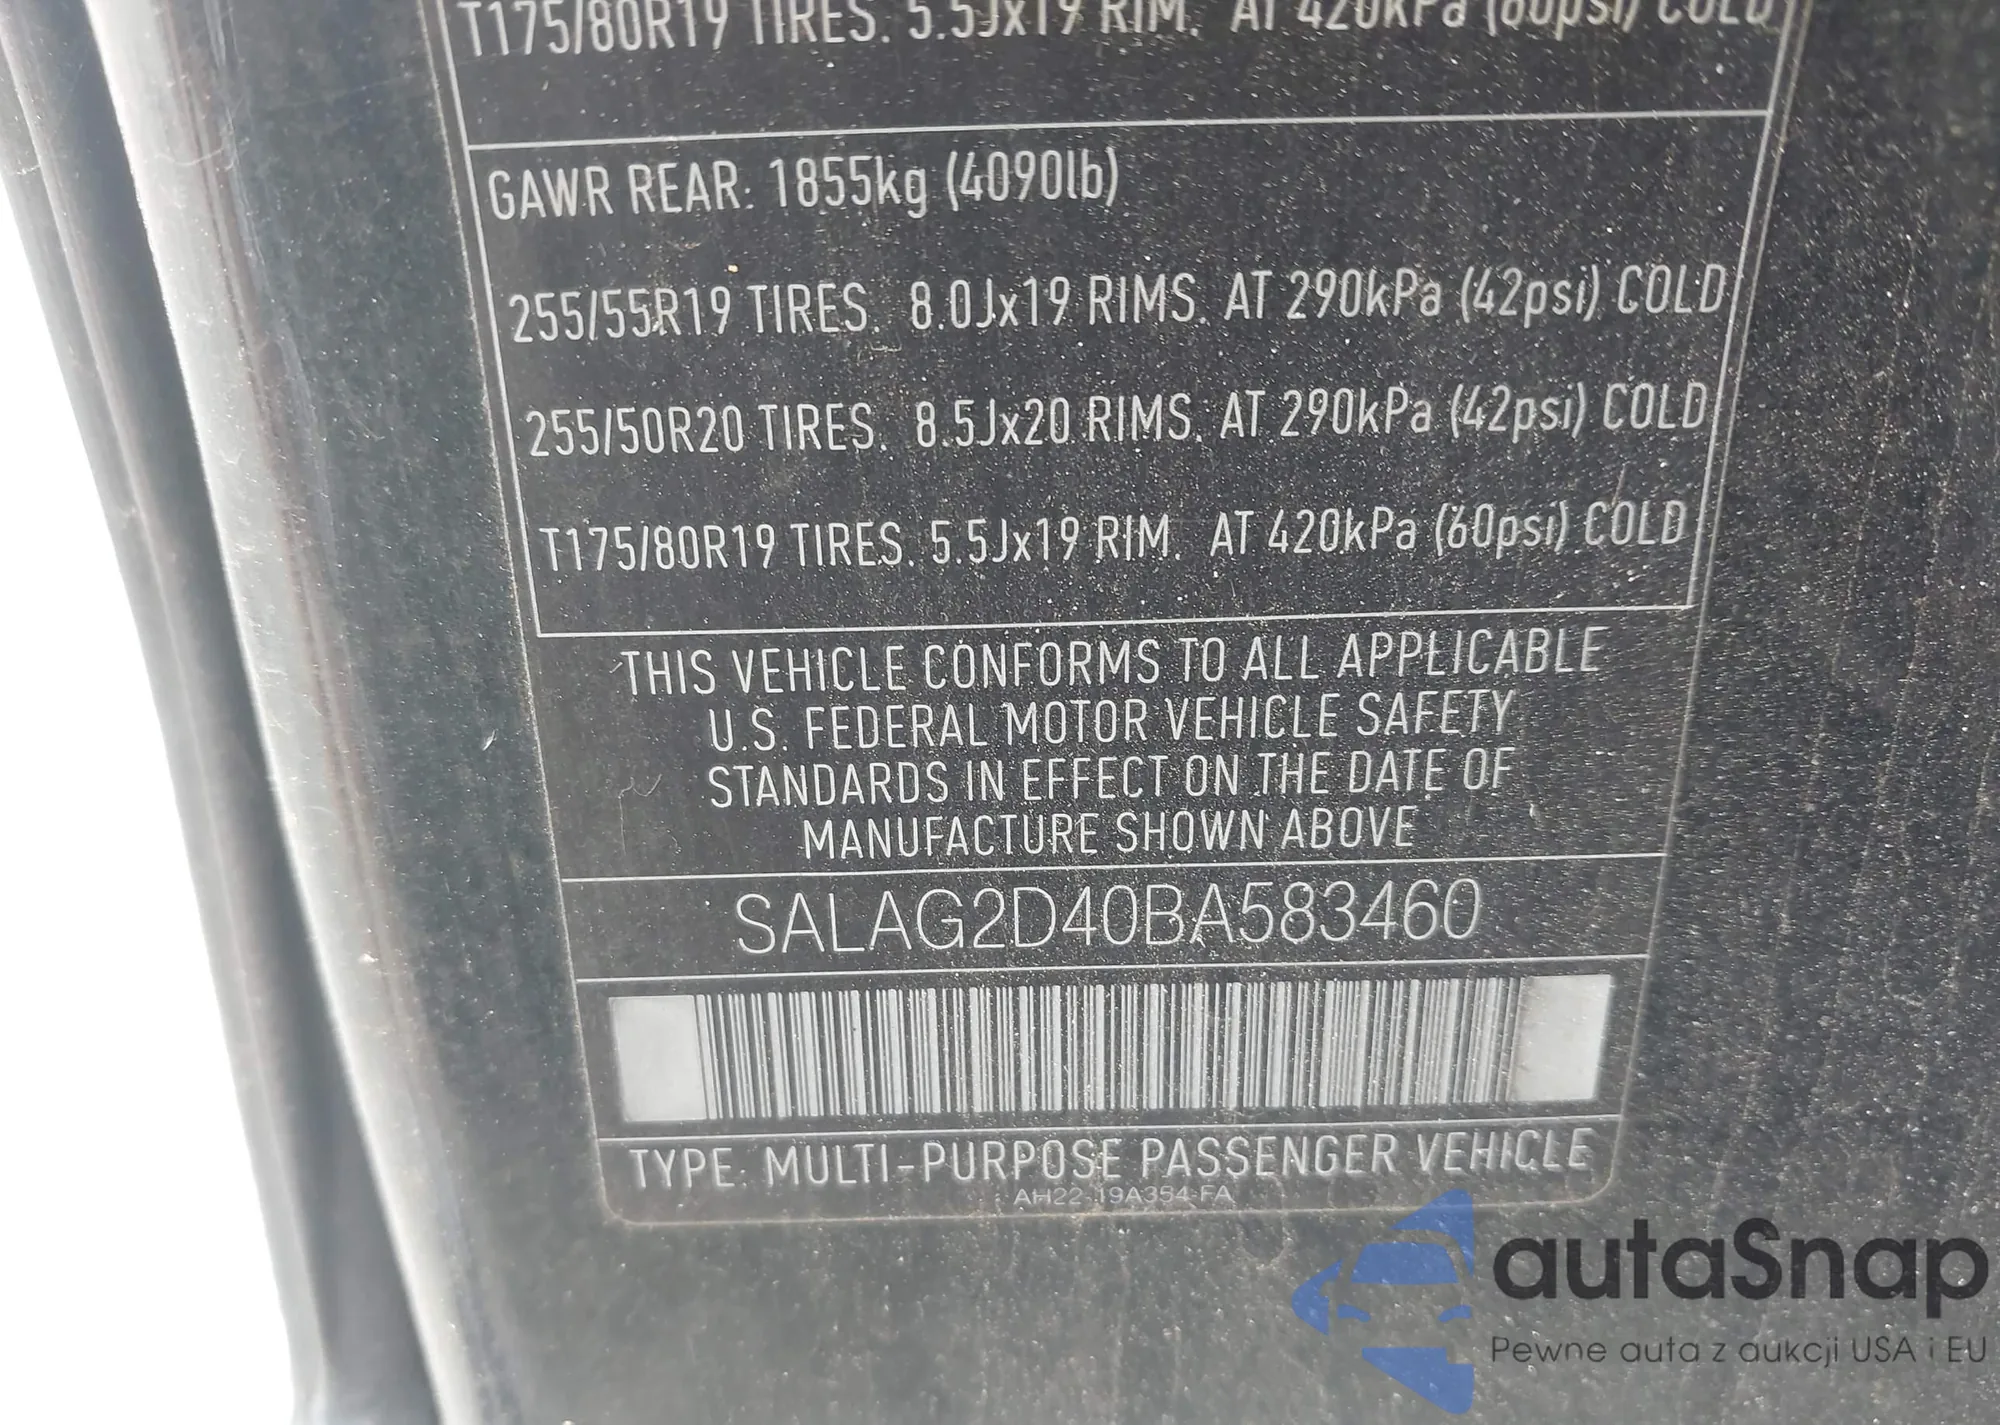 T175/80R19 TIRES. 5.5Jx19 RIM. AT 420kPa (60psi) COLD
GAWR REAR: 1855kg (4090lb)
255/55R19 TIRES. 8.0Jx19 RIMS. AT 290kPa (42psi) COLD
255/50R20 TIRES. 8.5Jx20 RIMS. AT 290kPa (42psi) COLD
T175/80R19 TIRES. 5.5Jx19 RIM. AT 420kPa (60psi) COLD
THIS VEHICLE CONFORMS TO ALL APPLICABLE
U.S. FEDERAL MOTOR VEHICLE SAFETY
STANDARDS IN EFFECT ON THE DATE OF
MANUFACTURE SHOWN ABOVE
SALAG2D40BA583460
TYPE: MULTI-PURPOSE PASSENGER VEHICLE
AH22-19A354-FA
autaSnap
Pewne auta z aukcji USA i EU